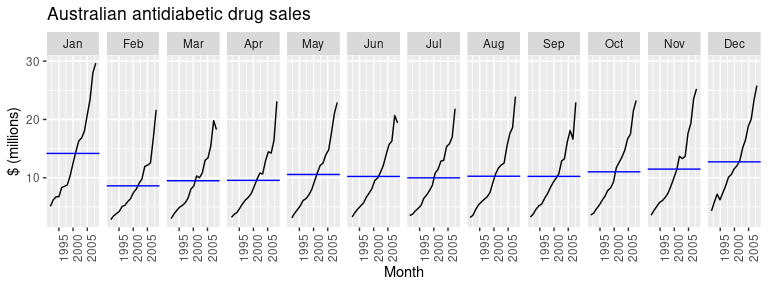 Australian antidiabetic drug sales
Jan Feb Mar Apr May Jun Jul Aug Sep Oct Nov Dec
30
20
10
$ (millions)
1995 2000 2005 1995 2000 2005 1995 2000 2005 1995 2000 2005 1995 2000 2005 1995 2000 2005 1995 2000 2005 1995 2000 2005 1995 2000 2005 1995 2000 2005 1995 2000 2005 1995 2000 2005
Month